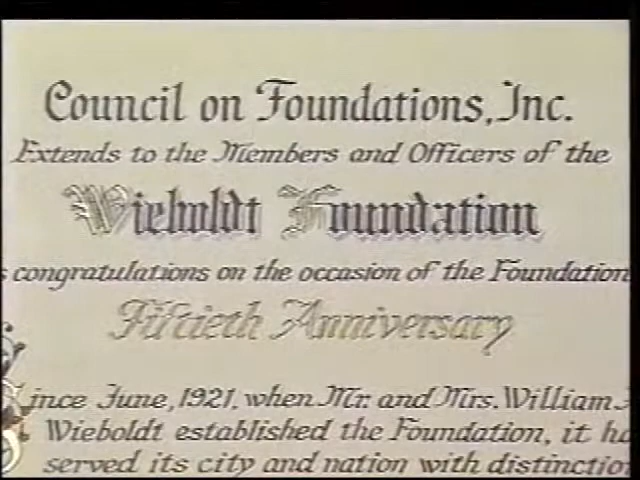 Council on Foundations, Inc.
Extends to the Members and Officers of the
Wieboldt Foundation
s congratulations on the occasion of the Foundation
Fiftieth Anniversary
Since June, 1921, when Mr. and Mrs. William
Wieboldt established the Foundation, it ha
served its city and nation with distinction